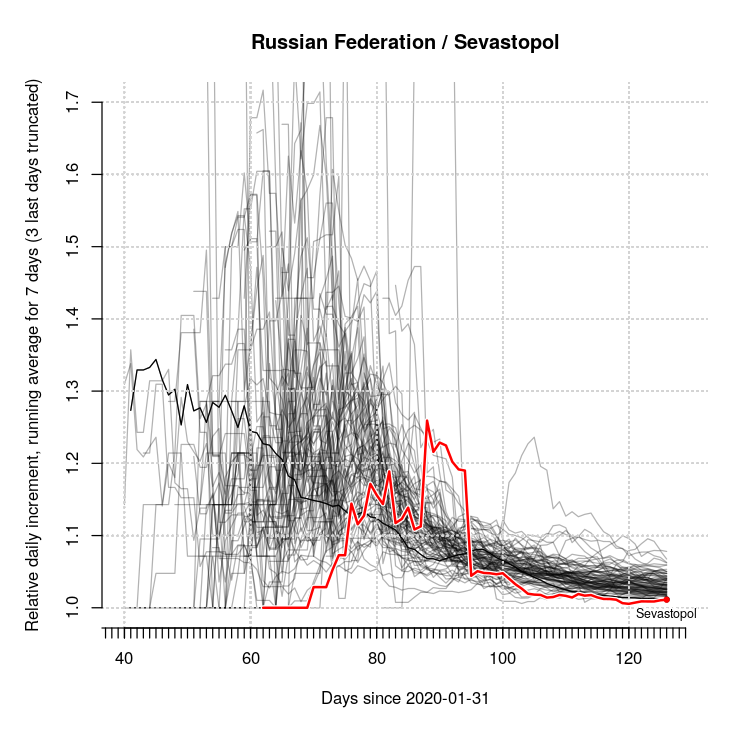 Russian Federation / Sevastopol
Relative daily increment, running average for 7 days (3 last days truncated)
1.7
1.6
1.5
1.4
1.3
1.2
1.1
1.0
Sevastopol
40 60 80 100 120
Days since 2020-01-31